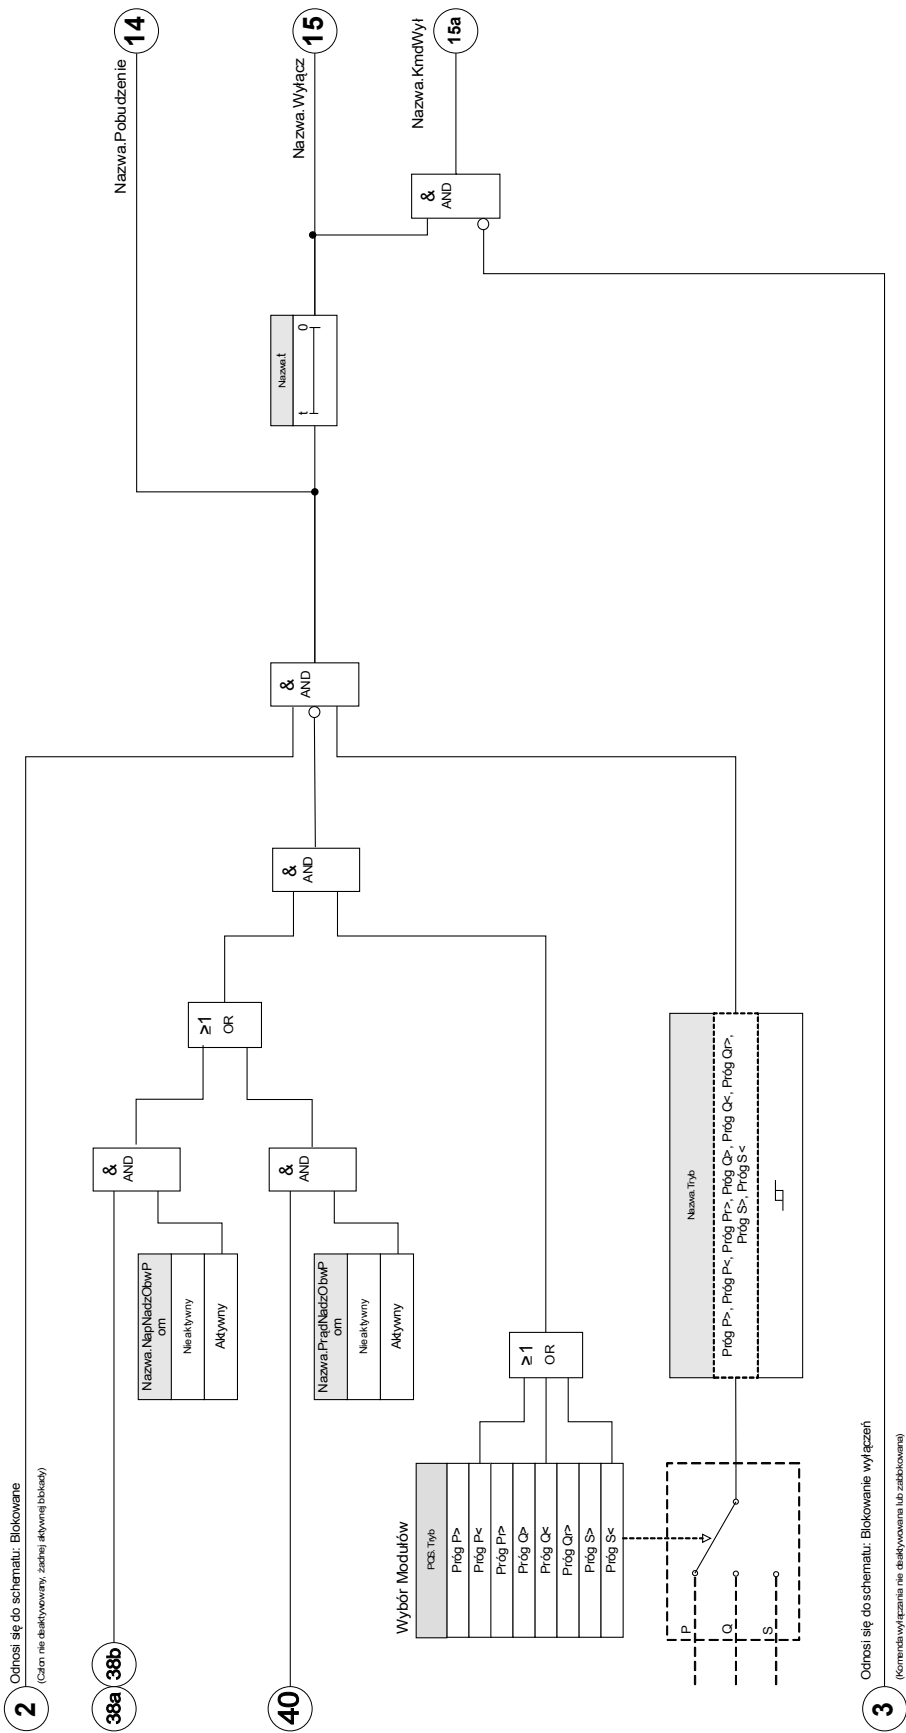 2
Odnosi się do schematu: Blokowane
(Człon nie deaktywowany, żadnej aktywnej blokady)
38a
38b
Nazwa.NapNadzObwP
om
Nieaktywny
Aktywny
&
AND
40
Nazwa.PrądNadzObwP
om
Nieaktywny
Aktywny
&
AND
≥1
OR
&
AND
&
AND
Wybór Modułów
PQS.Tryb
Próg P>
Próg P<
Próg Pr>
Próg Q>
Próg Q<
Próg Qr>
Próg S>
Próg S<
≥1
OR
P
Q
S
Nazwa.Tryb
Próg P>, Próg P<, Próg Pr>, Próg Q>, Próg Q<, Próg Qr>,
Próg S>, Próg S <
Nazwa.t
t
0
&
AND
Nazwa.Pobudzenie
14
Nazwa.Wyłącz
15
Nazwa.KmdWył
15a
3
Odnosi się do schematu: Blokowanie wyłączeń
(Komenda wyłączania nie deaktywowana lub zablokowana)